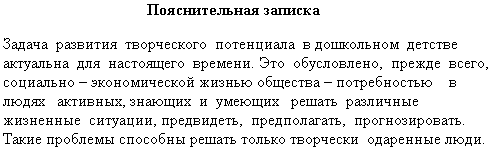 Пояснительная записка
Задача развития творческого потенциала в дошкольном детстве
актуальна для настоящего времени. Это обусловлено, прежде всего,
социально – экономической жизнью общества – потребностью в
людях активных, знающих и умеющих решать различные
жизненные ситуации, предвидеть, предполагать, прогнозировать.
Такие проблемы способны решать только творчески одаренные люди.